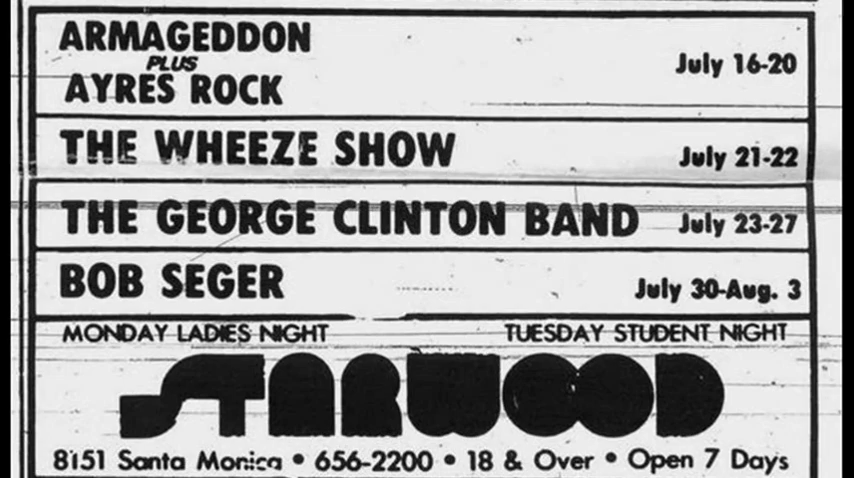 ARMAGEDDON
PLUS
AYRES ROCK
July 16-20
THE WHEEZE SHOW July 21-22
THE GEORGE CLINTON BAND July 23-27
BOB SEGER July 30-Aug. 3
MONDAY LADIES NIGHT TUESDAY STUDENT NIGHT
STARWOOD
8151 Santa Monica • 656-2200 • 18 & Over • Open 7 Days